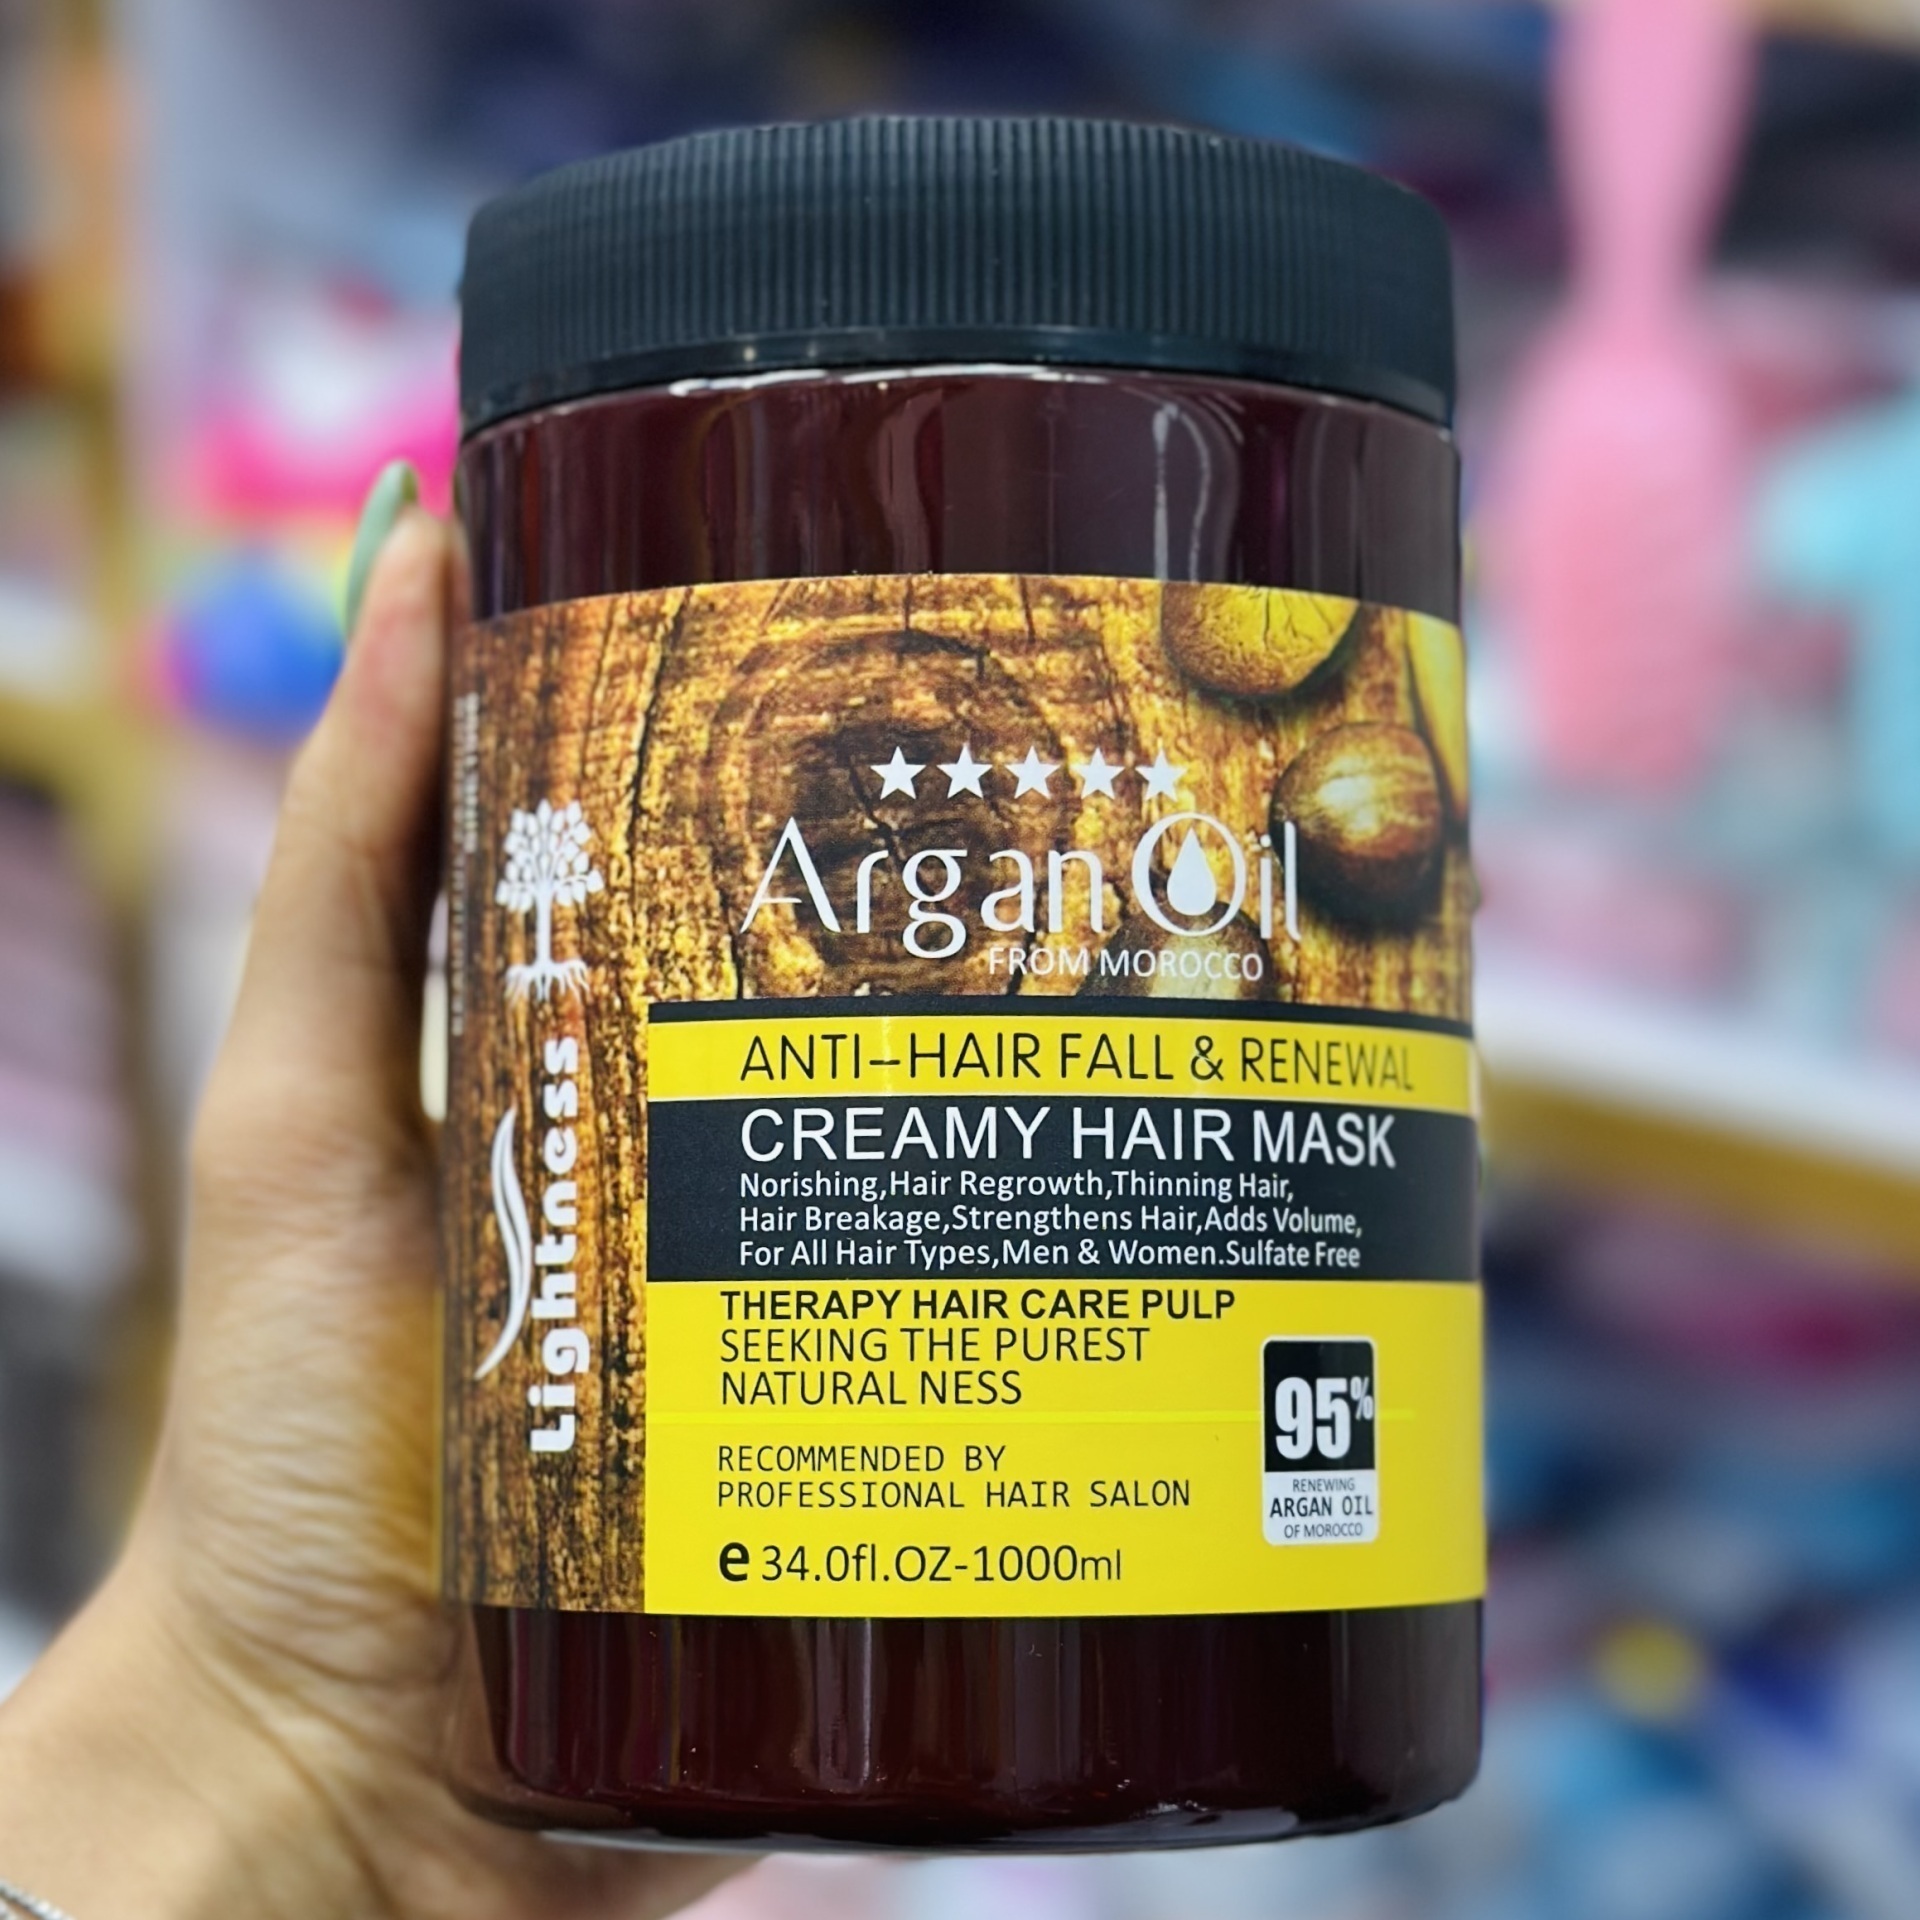 Lightness
Argan Oil
FROM MOROCCO
ANTI-HAIR FALL & RENEWAL
CREAMY HAIR MASK
Norishing,Hair Regrowth,Thinning Hair,
Hair Breakage,Strengthens Hair,Adds Volume,
For All Hair Types,Men & Women.Sulfate Free
THERAPY HAIR CARE PULP
SEEKING THE PUREST
NATURAL NESS
RECOMMENDED BY
PROFESSIONAL HAIR SALON
e 34.0fl.OZ-1000ml
95%
RENEWING
ARGAN OIL
OF MOROCCO